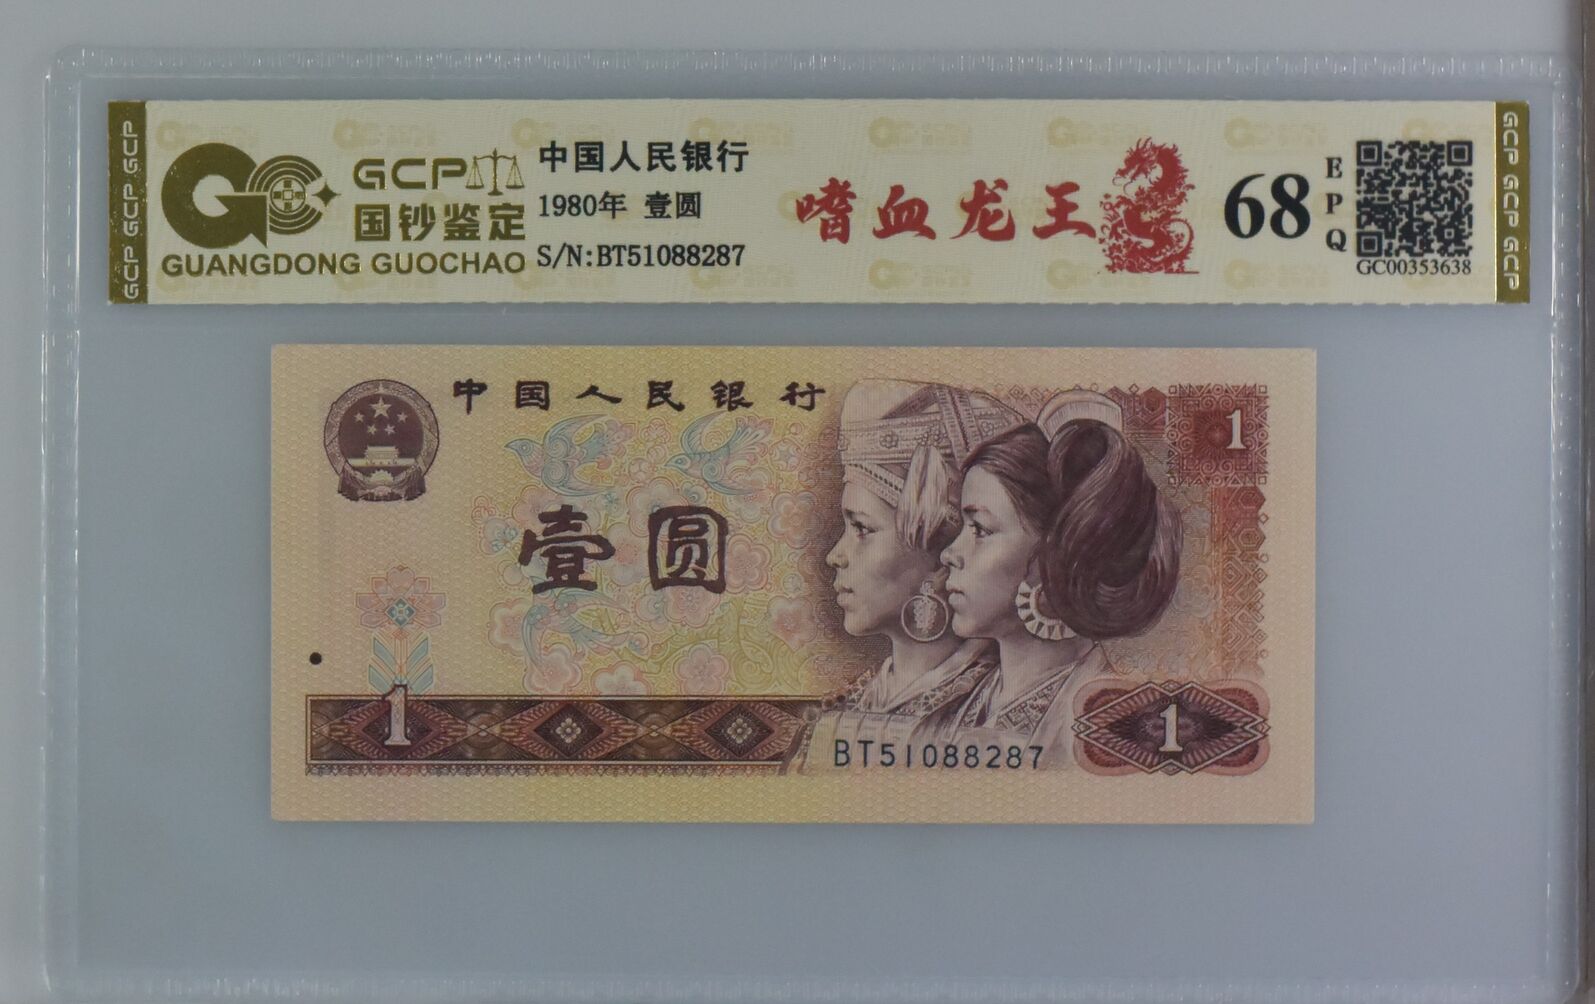 GCP GCP GCP
GCP
国钞鉴定
GUANGDONG GUOCHAO
中国人民银行
1980年 壹圆
S/N:BT51088287
嗜血龙王
68
EPQ
GC00353638
GCP GCP GCP
中国人民银行
1
壹圆
1
1
BT51088287